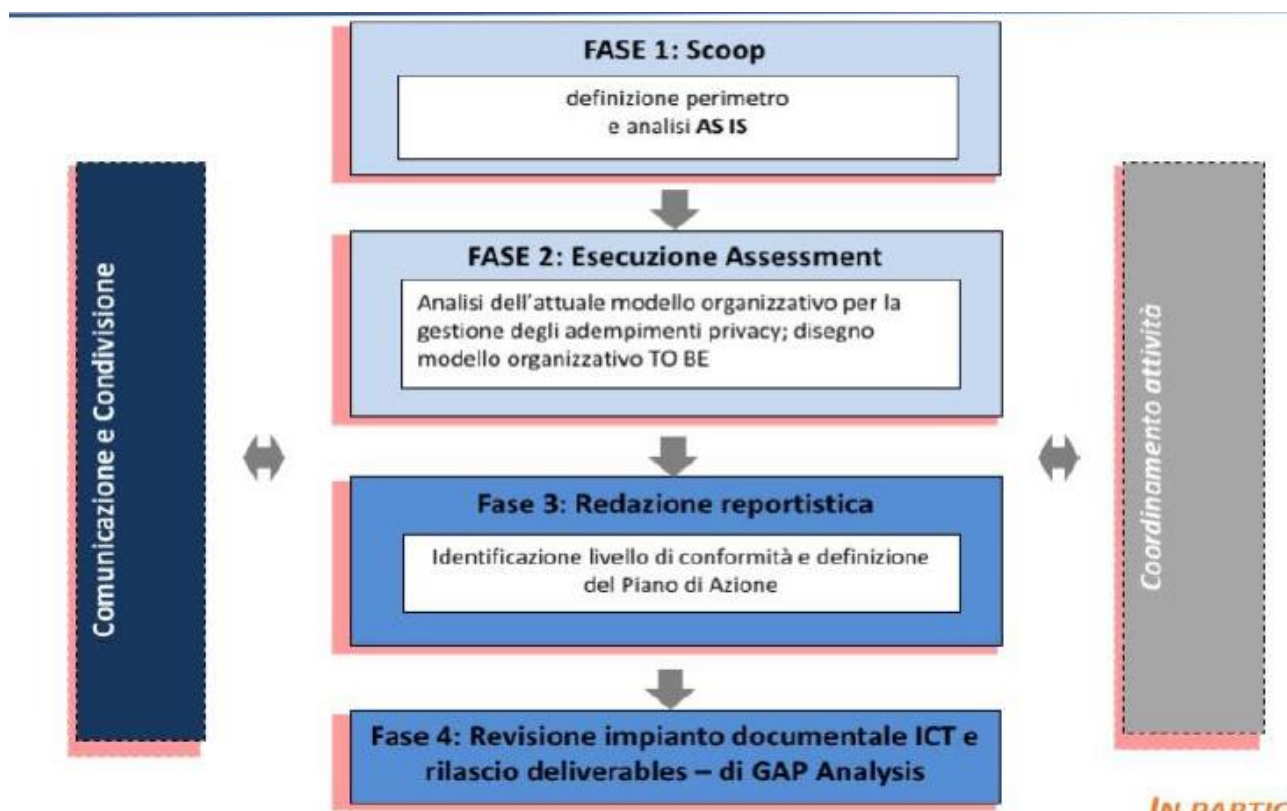 FASE 1: Scoop
definizione perimetro
e analisi AS IS
FASE 2: Esecuzione Assessment
Analisi dell'attuale modello organizzativo per la
gestione degli adempimenti privacy; disegno
modello organizzativo TO BE
Comunicazione e Condivisione
Coordinamento attività
Fase 3: Redazione reportistica
Identificazione livello di conformità e definizione
del Piano di Azione
Fase 4: Revisione impianto documentale ICT e
rilascio deliverables – di GAP Analysis